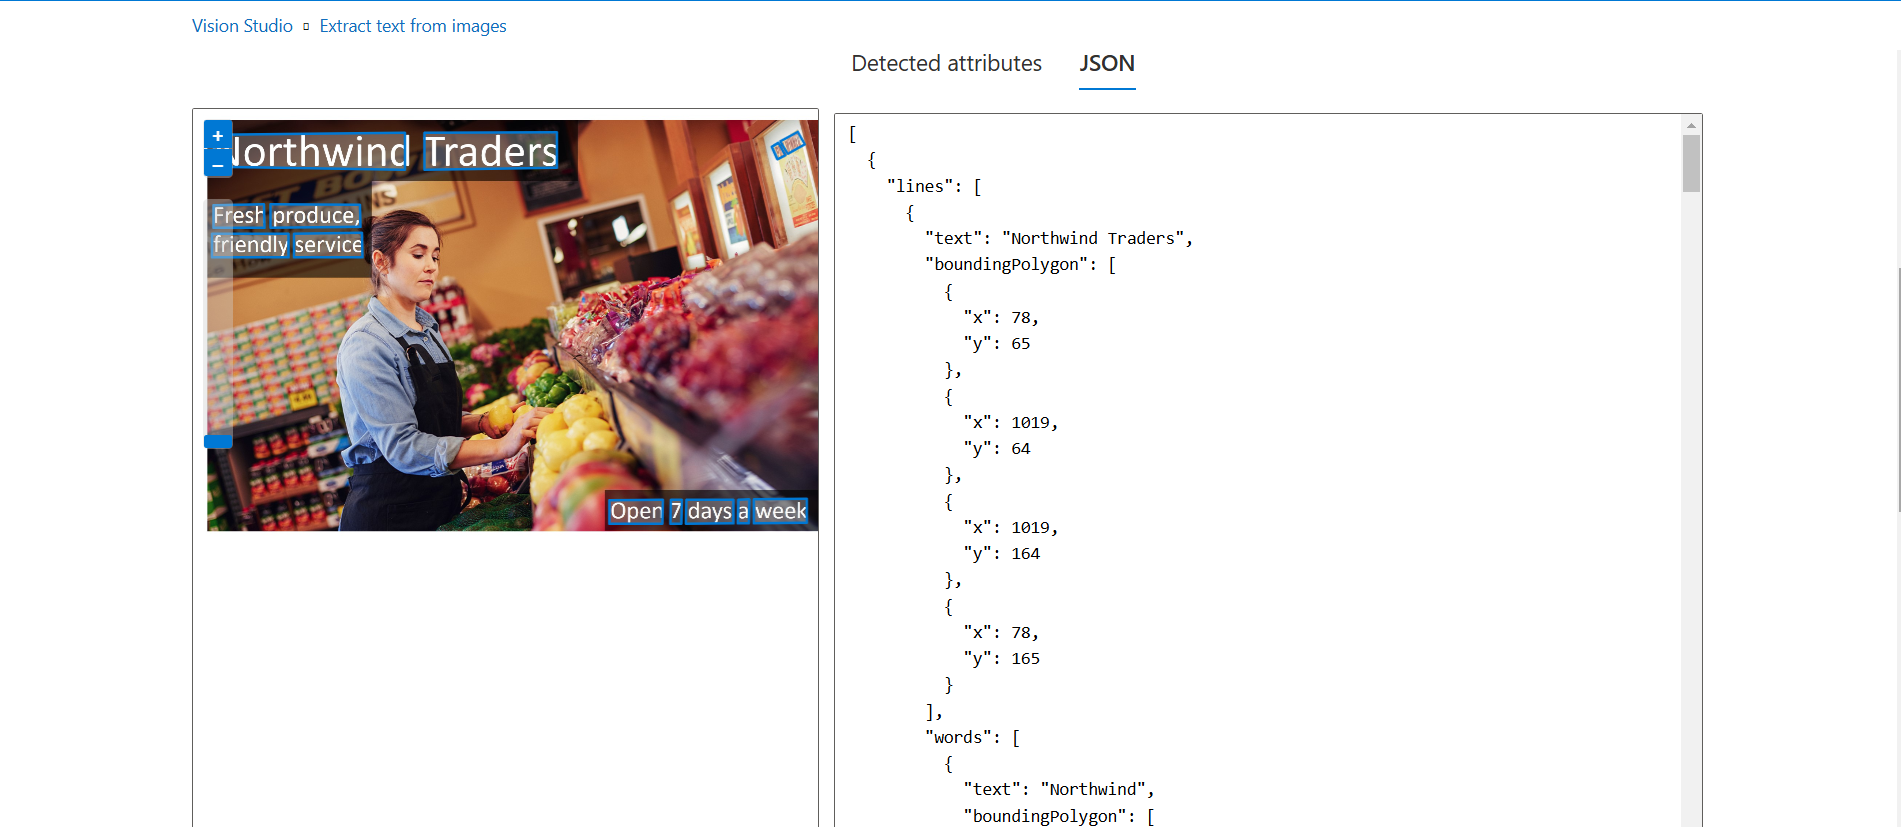 Vision Studio Extract text from images
Detected attributes JSON
Northwind Traders
Fresh produce,
friendly service
Open 7 days a week
[
{
"lines": [
{
"text": "Northwind Traders",
"boundingPolygon": [
{
"x": 78,
"y": 65
},
{
"x": 1019,
"y": 64
},
{
"x": 1019,
"y": 164
},
{
"x": 78,
"y": 165
}
],
"words": [
{
"text": "Northwind",
"boundingPolygon": [